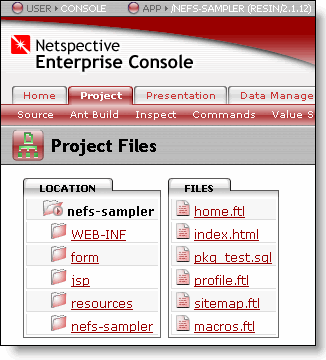 USER CONSOLE APP /NEFS-SAMPLER (RESIN/2.1.12)
Netspective
Enterprise Console
Home Project Presentation Data Manage
Source Ant Build Inspect Commands Value S
Project Files
LOCATION
nefs-sampler
WEB-INF
form
jsp
resources
nefs-sampler
FILES
home.ftl
index.html
pkg_test.sql
profile.ftl
sitemap.ftl
macros.ftl